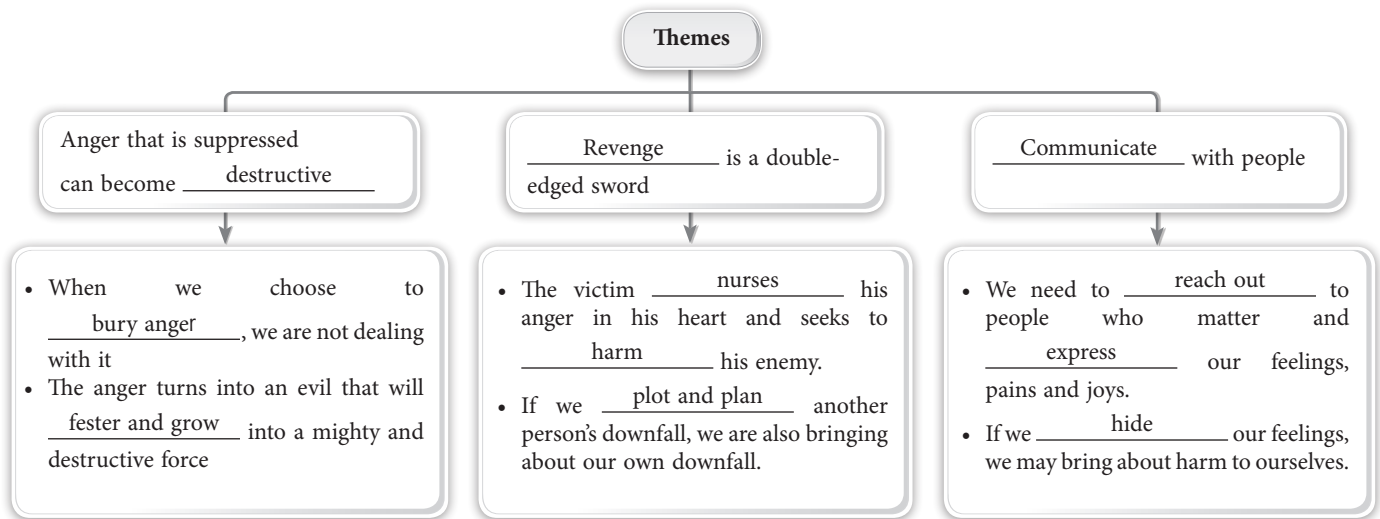 Themes
Anger that is suppressed
can become destructive
Revenge is a double-
edged sword
Communicate with people
• When we choose to
bury anger, we are not dealing
with it
• The anger turns into an evil that will
fester and grow into a mighty and
destructive force
• The victim nurses his
anger in his heart and seeks to
harm his enemy.
• If we plot and plan another
person's downfall, we are also bringing
about our own downfall.
• We need to reach out to
people who matter and
express our feelings,
pains and joys.
• If we hide our feelings,
we may bring about harm to ourselves.